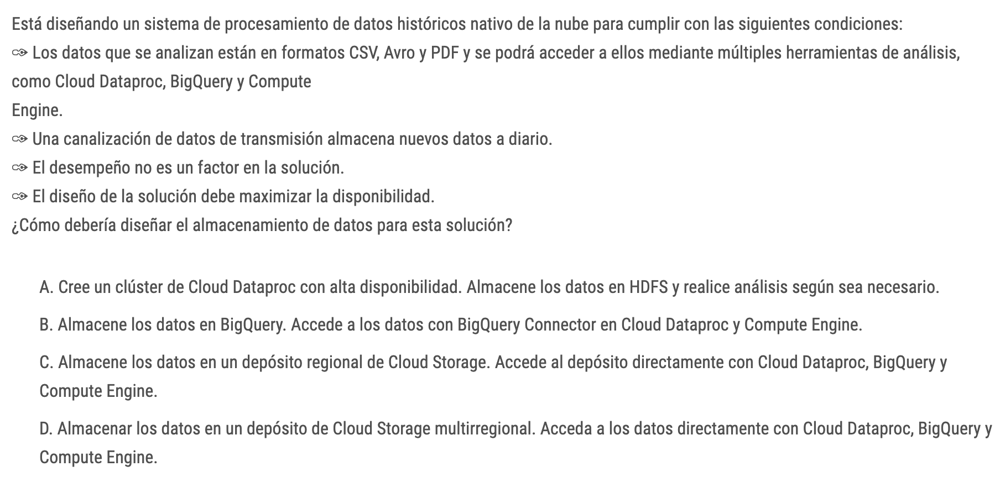 Está diseñando un sistema de procesamiento de datos históricos nativo de la nube para cumplir con las siguientes condiciones:
✑ Los datos que se analizan están en formatos CSV, Avro y PDF y se podrá acceder a ellos mediante múltiples herramientas de análisis,
como Cloud Dataproc, BigQuery y Compute
Engine.
✑ Una canalización de datos de transmisión almacena nuevos datos a diario.
✑ El desempeño no es un factor en la solución.
✑ El diseño de la solución debe maximizar la disponibilidad.
¿Cómo debería diseñar el almacenamiento de datos para esta solución?
A. Cree un clúster de Cloud Dataproc con alta disponibilidad. Almacene los datos en HDFS y realice análisis según sea necesario.
B. Almacene los datos en BigQuery. Accede a los datos con BigQuery Connector en Cloud Dataproc y Compute Engine.
C. Almacene los datos en un depósito regional de Cloud Storage. Accede al depósito directamente con Cloud Dataproc, BigQuery y
Compute Engine.
D. Almacenar los datos en un depósito de Cloud Storage multirregional. Acceda a los datos directamente con Cloud Dataproc, BigQuery y
Compute Engine.